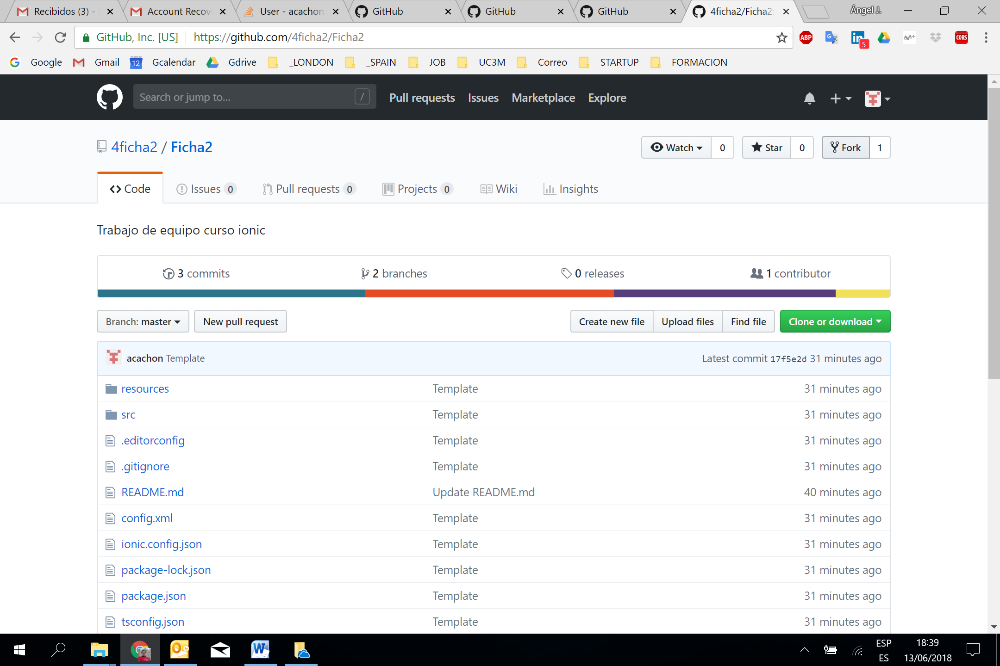 Recibidos (3) -
Account Recov
User - acachon
GitHub
GitHub
GitHub
4ficha2/Ficha2:
Ángel J.
GitHub, Inc. [US] https://github.com/4ficha2/Ficha2
ABP
G
in 5
m+
CORS
G Google
Gmail
12 Gcalendar
Gdrive
_LONDON
_SPAIN
JOB
UC3M
Correo
STARTUP
FORMACION
Search or jump to... /
Pull requests Issues Marketplace Explore
4ficha2 / Ficha2
Watch 0
Star 0
Fork 1
Code
Issues 0
Pull requests 0
Projects 0
Wiki
Insights
Trabajo de equipo curso ionic
3 commits
2 branches
0 releases
1 contributor
Branch: master
New pull request
Create new file
Upload files
Find file
Clone or download
acachon Template Latest commit 17f5e2d 31 minutes ago
resources Template 31 minutes ago
src Template 31 minutes ago
.editorconfig Template 31 minutes ago
.gitignore Template 31 minutes ago
README.md Update README.md 40 minutes ago
config.xml Template 31 minutes ago
ionic.config.json Template 31 minutes ago
package-lock.json Template 31 minutes ago
package.json Template 31 minutes ago
tsconfig.json Template 31 minutes ago
ESP
ES
18:39
13/06/2018